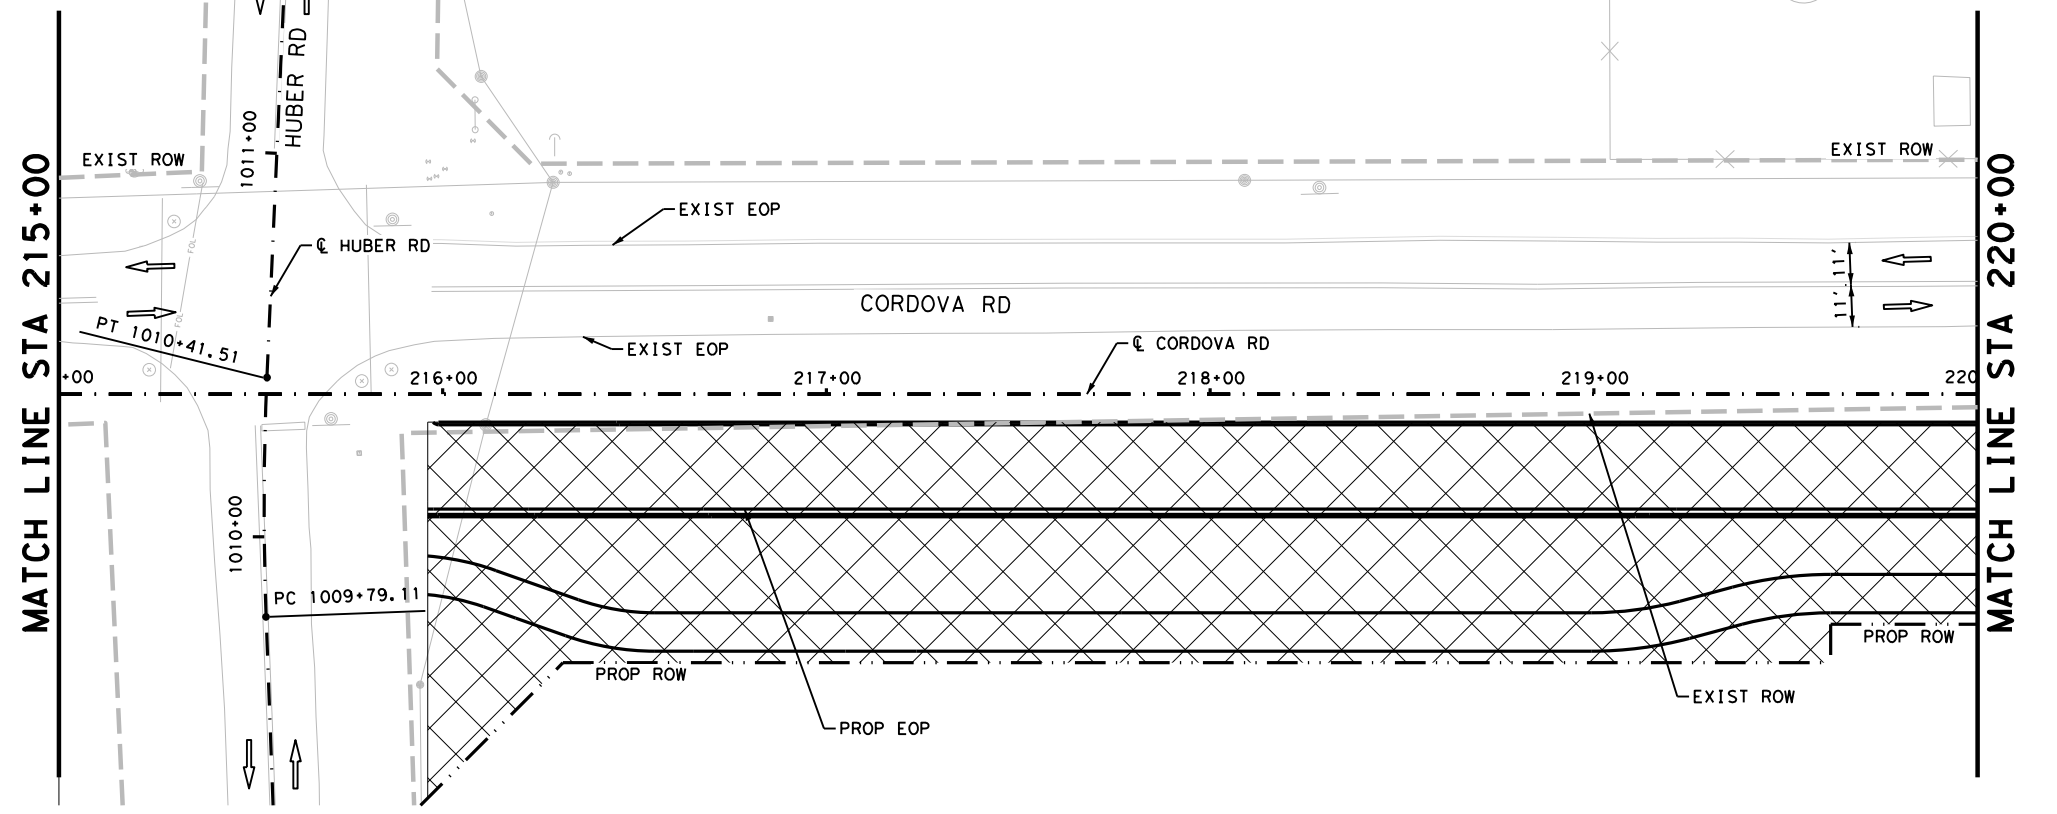 MATCH LINE STA 215+00
HUBER RD
1011+00
EXIST ROW
EXIST ROW
EXIST EOP
℄ HUBER RD
11'
11'
FOL
FOL
CORDOVA RD
PT 1010+41.51
EXIST EOP
℄ CORDOVA RD
+00
216+00
217+00
218+00
219+00
220
1010+00
PC 1009+79.11
PROP ROW
PROP ROW
EXIST ROW
PROP EOP
MATCH LINE STA 220+00